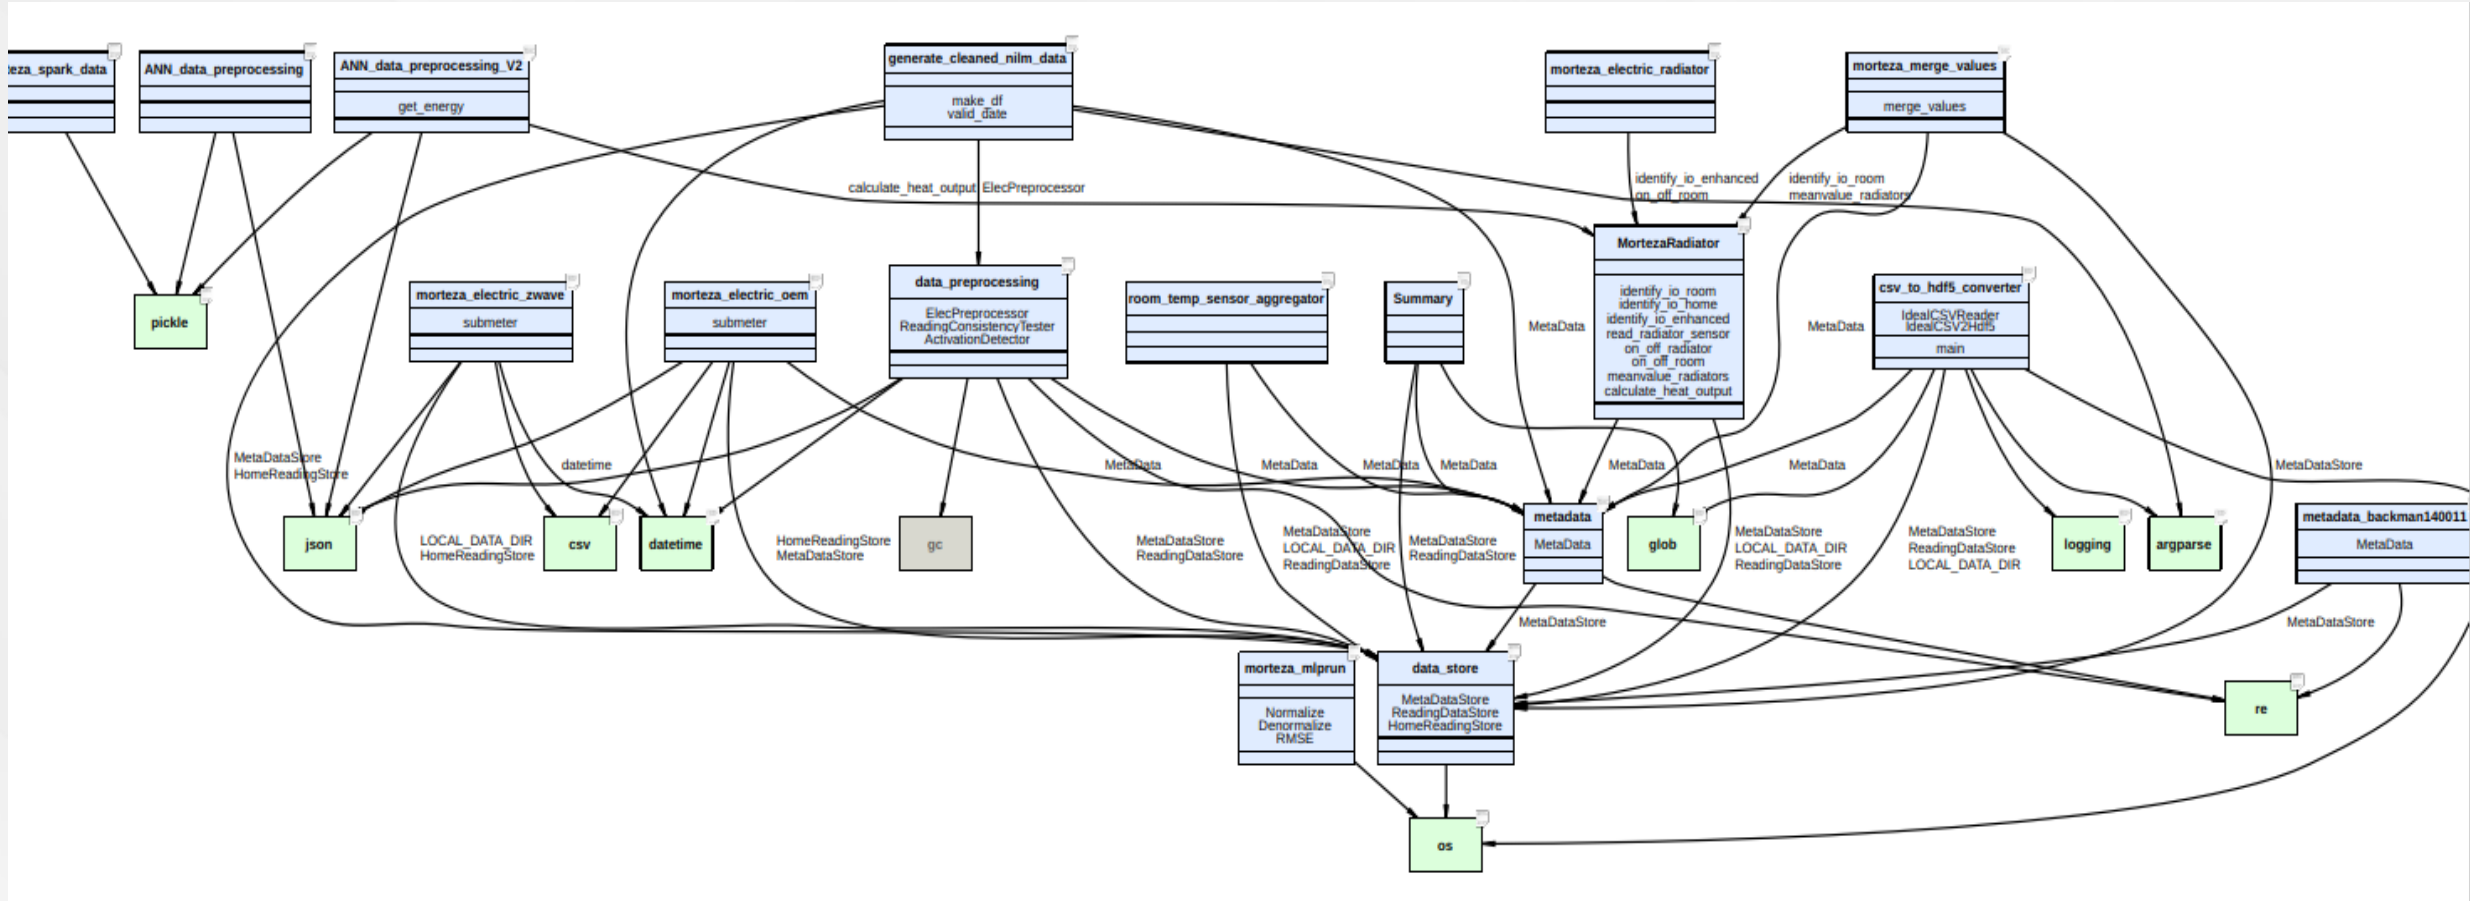 teza_spark_data
ANN_data_preprocessing
ANN_data_preprocessing_V2
get_energy
generate_cleaned_nilm_data
make_df
valid_date
morteza_electric_radiator
morteza_merge_values
merge_values
calculate_heat_output
ElecPreprocessor
identify_io_enhanced
on_off_room
identify_io_room
meanvalue_radiators
pickle
morteza_electric_zwave
submeter
morteza_electric_oem
submeter
data_preprocessing
ElecPreprocessor
ReadingConsistencyTester
ActivationDetector
room_temp_sensor_aggregator
Summary
MetaData
MortezaRadiator
identify_io_room
identify_io_home
identify_io_enhanced
read_radiator_sensor
on_off_radiator
on_off_room
meanvalue_radiators
calculate_heat_output
MetaData
csv_to_hdf5_converter
IdealCSVReader
IdealCSV2Hdf5
main
MetaDataStore
HomeReadingStore
datetime
MetaData
MetaData
MetaData
MetaData
MetaData
MetaData
MetaDataStore
json
LOCAL_DATA_DIR
HomeReadingStore
csv
datetime
HomeReadingStore
MetaDataStore
gc
MetaDataStore
ReadingDataStore
MetaDataStore
LOCAL_DATA_DIR
ReadingDataStore
MetaDataStore
ReadingDataStore
metadata
MetaData
glob
MetaDataStore
LOCAL_DATA_DIR
ReadingDataStore
MetaDataStore
ReadingDataStore
LOCAL_DATA_DIR
logging
argparse
metadata_backman140011
MetaData
MetaDataStore
MetaDataStore
morteza_mlprun
Normalize
Denormalize
RMSE
data_store
MetaDataStore
ReadingDataStore
HomeReadingStore
re
os